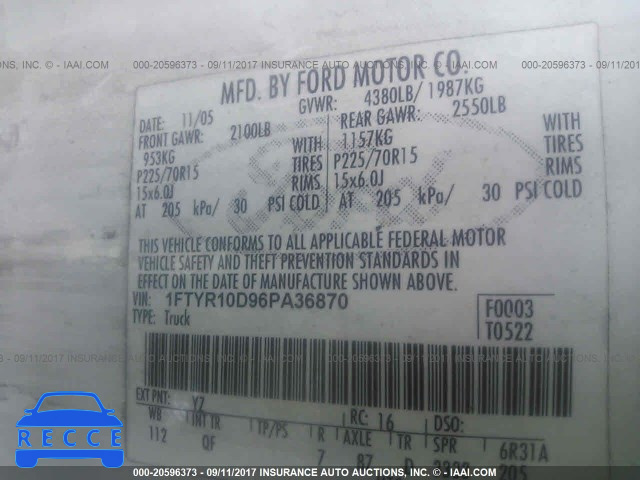 000-20596373 - 09/11/2017 INSURANCE AUTO AUCTIONS, INC. - IAAI.COM
MFD. BY FORD MOTOR CO.
DATE: 11/05 GVWR: 4380LB/ 1987KG
FRONT GAWR: 2100LB REAR GAWR: 2550LB
953KG WITH 1157KG WITH
P225/70R15 TIRES P225/70R15 TIRES
15x6.0J RIMS 15x6.0J RIMS
AT 205 kPa/ 30 PSI COLD AT 205 kPa/ 30 PSI COLD
THIS VEHICLE CONFORMS TO ALL APPLICABLE FEDERAL MOTOR
VEHICLE SAFETY AND THEFT PREVENTION STANDARDS IN
EFFECT ON THE DATE OF MANUFACTURE SHOWN ABOVE.
VIN: 1FTYR10D96PA36870 F0003
TYPE: Truck T0522
EXT PNT: YZ RC: 16 DSO:
WB INT TR TP/PS R AXLE TR SPR 6R31A
112 QF 7 87 D 205
RECCE
000-20596373 - 09/11/2017 INSURANCE AUTO AUCTIONS, INC. - IAAI.COM